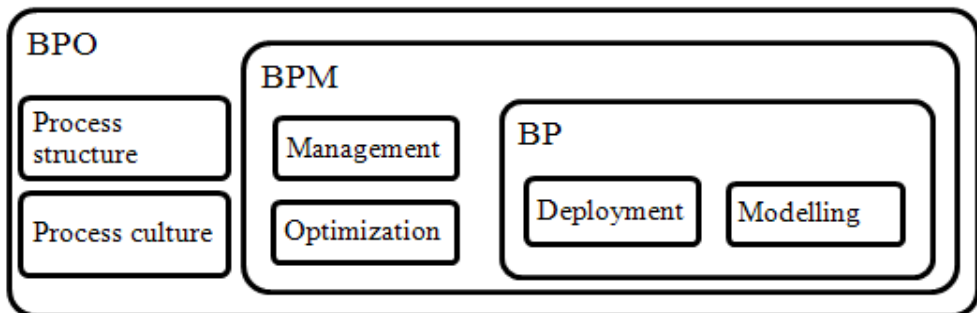 BPO
Process
structure
Process culture
BPM
Management
Optimization
BP
Deployment
Modelling